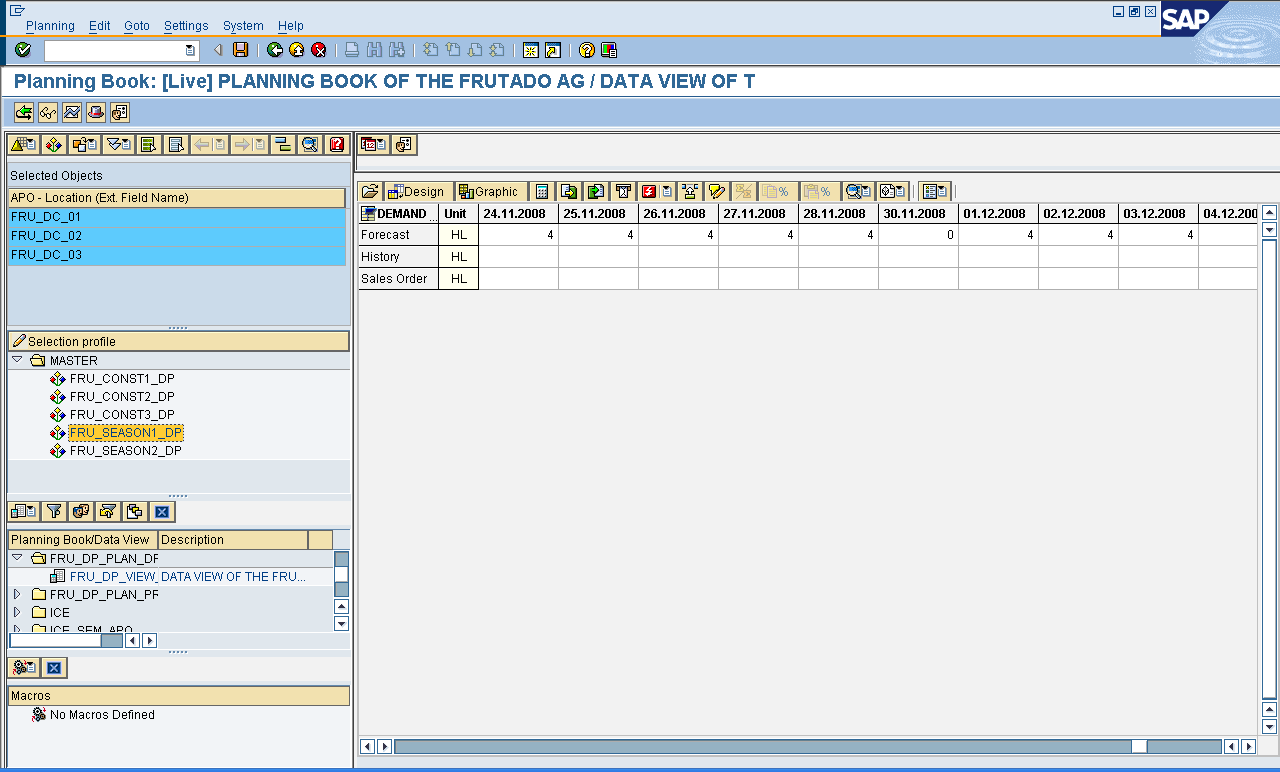 Planning Edit Goto Settings System Help
SAP
Planning Book: [Live] PLANNING BOOK OF THE FRUTADO AG / DATA VIEW OF T
Selected Objects
APO - Location (Ext. Field Name)
FRU_DC_01
FRU_DC_02
FRU_DC_03
Selection profile
MASTER
FRU_CONST1_DP
FRU_CONST2_DP
FRU_CONST3_DP
FRU_SEASON1_DP
FRU_SEASON2_DP
Planning Book/Data View Description
FRU_DP_PLAN_DF
FRU_DP_VIEW_ DATA VIEW OF THE FRU...
FRU_DP_PLAN_PR
ICE
ICE_SEM_APO
Macros
No Macros Defined
Design Graphic % %
DEMAND ... Unit 24.11.2008 25.11.2008 26.11.2008 27.11.2008 28.11.2008 30.11.2008 01.12.2008 02.12.2008 03.12.2008 04.12.200
Forecast HL 4 4 4 4 4 0 4 4 4
History HL
Sales Order HL